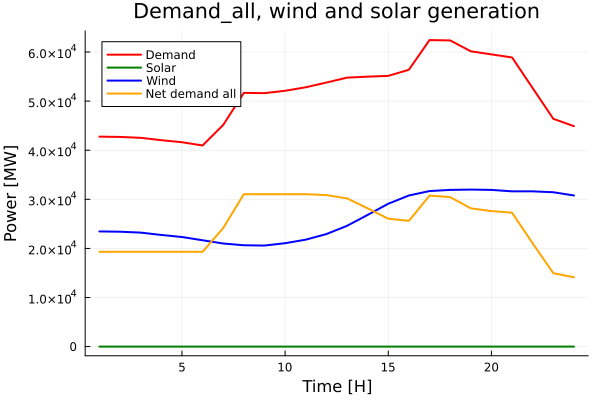 Demand_all, wind and solar generation
Demand
Solar
Wind
Net demand all
Power [MW]
6.0×10⁴
5.0×10⁴
4.0×10⁴
3.0×10⁴
2.0×10⁴
1.0×10⁴
0
5 10 15 20
Time [H]